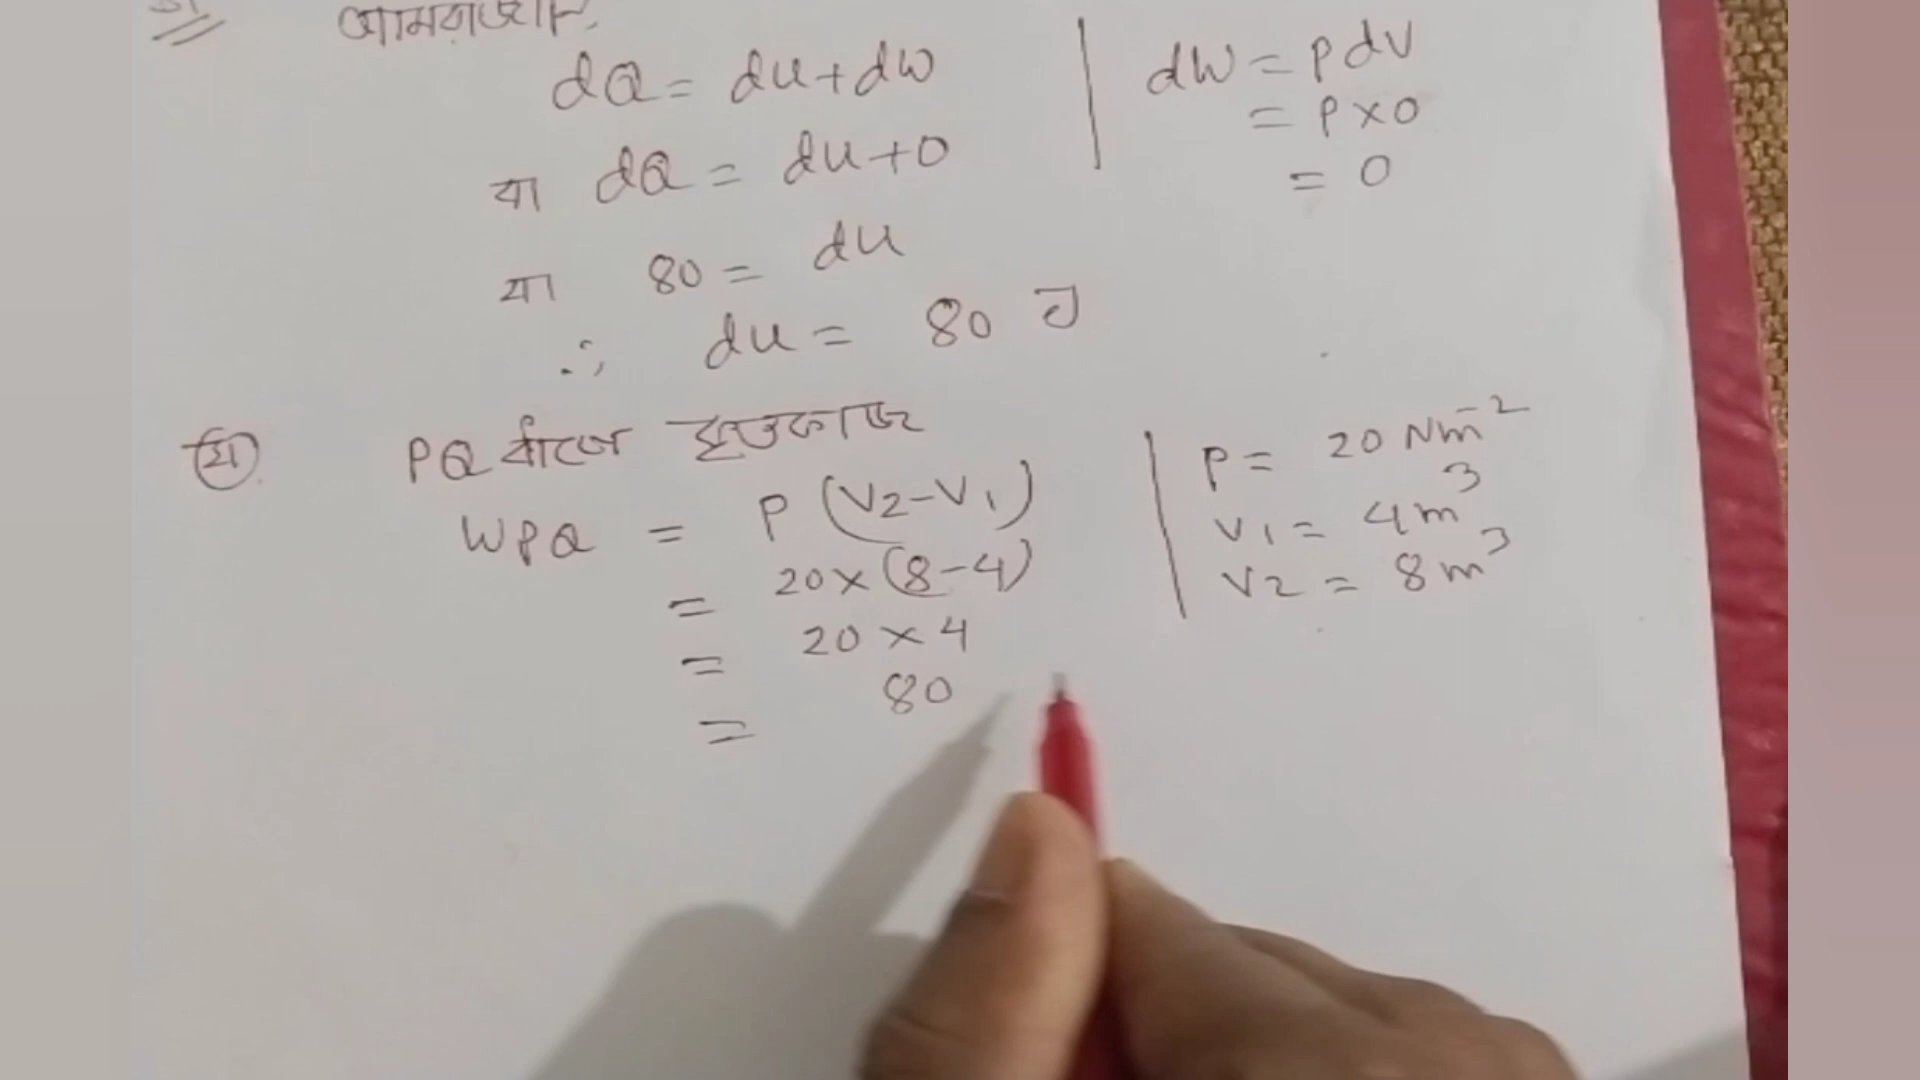 আমরা জানি,
dQ = du + dw
dW = Pdv
= P × 0
= 0
বা dQ = du + 0
বা 80 = du
∴ du = 80 J
ঘ) PQ বাতে কৃতকাজ
WPQ = P (V2 - V1)
= 20 × (8-4)
= 20 × 4
= 80
P = 20 Nm⁻²
V1 = 4m³
V2 = 8m³